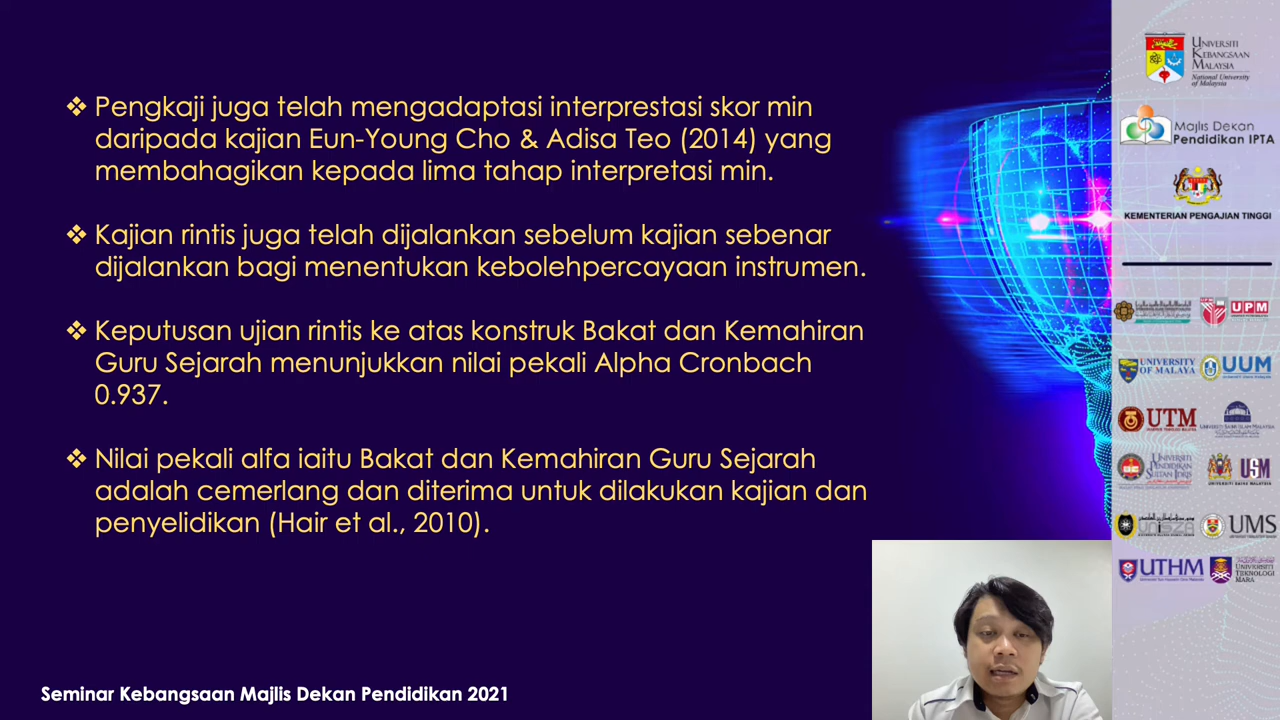 ❖ Pengkaji juga telah mengadaptasi interprestasi skor min
daripada kajian Eun-Young Cho & Adisa Teo (2014) yang
membahagikan kepada lima tahap interpretasi min.
❖ Kajian rintis juga telah dijalankan sebelum kajian sebenar
dijalankan bagi menentukan kebolehpercayaan instrumen.
❖ Keputusan ujian rintis ke atas konstruk Bakat dan Kemahiran
Guru Sejarah menunjukkan nilai pekali Alpha Cronbach
0.937.
❖ Nilai pekali alfa iaitu Bakat dan Kemahiran Guru Sejarah
adalah cemerlang dan diterima untuk dilakukan kajian dan
penyelidikan (Hair et al., 2010).
Seminar Kebangsaan Majlis Dekan Pendidikan 2021
UNIVERSITI
KEBANGSAAN
MALAYSIA
National University
of Malaysia
Majlis Dekan
Pendidikan IPTA
KEMENTERIAN PENGAJIAN TINGGI
UPM
UNIVERSITY
OF MALAYA
UUM
UTM
UNIVERSITI
PENDIDIKAN
SULTAN IDRIS
USM
UniSZA
UMS
UTHM
UNIVERSITI
TEKNOLOGI
MARA